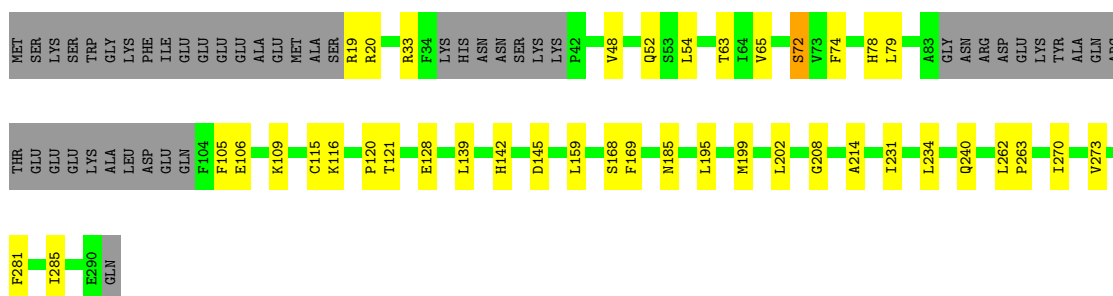 MET SER LYS SER TRP GLY LYS PHE ILE GLU GLU GLU GLU ALA GLU MET ALA SER R19 R20 R33 F34 LYS HIS ASN ASN SER LYS LYS P42 V48 Q52 S53 L54 T63 I64 V65 S72 V73 F74 H78 L79 A83 GLY ASN ARG ASP GLU LYS TYR ALA GLN
THR GLU GLU GLU LYS ALA LEU ASP GLU GLN F104 F105 E106 K109 C115 K116 P120 T121 E128 L139 H142 D145 L159 S168 F169 N185 L195 M199 L202 G208 A214 I231 L234 Q240 L262 P263 I270 V273
F281 I285 E290 GLN